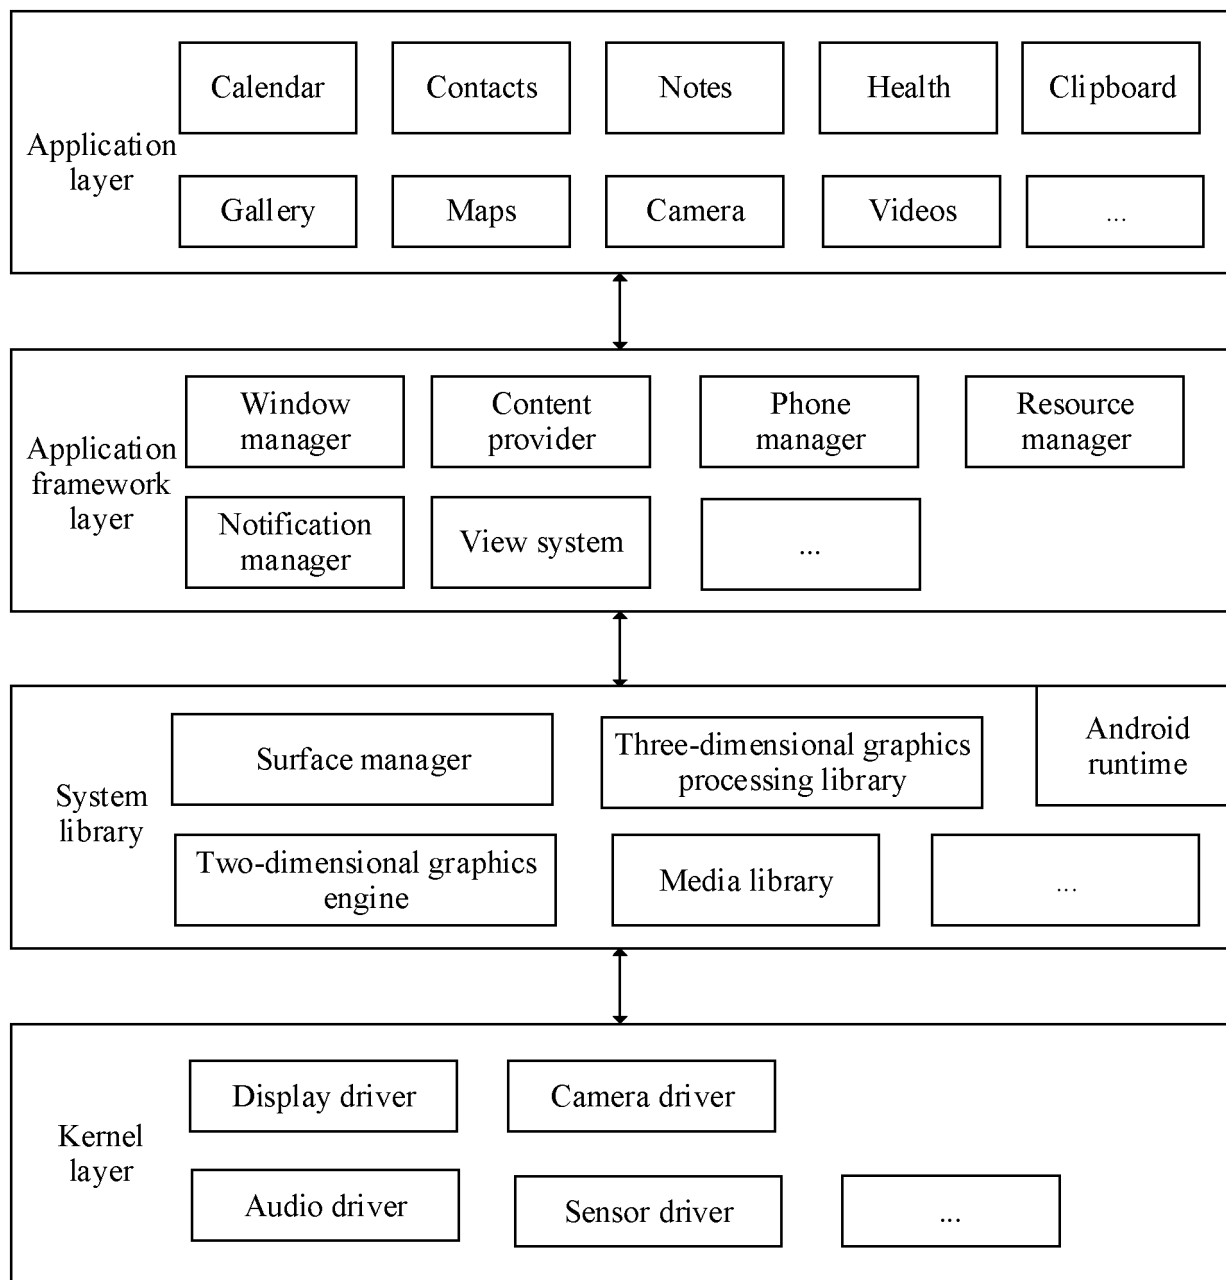 Calendar
Contacts
Notes
Health
Clipboard
Application
layer
Gallery
Maps
Camera
Videos
...
Window
manager
Content
provider
Phone
manager
Resource
manager
Application
framework
layer
Notification
manager
View system
...
Surface manager
Three-dimensional graphics
processing library
Android
runtime
System
library
Two-dimensional graphics
engine
Media library
...
Display driver
Camera driver
Kernel
layer
Audio driver
Sensor driver
...